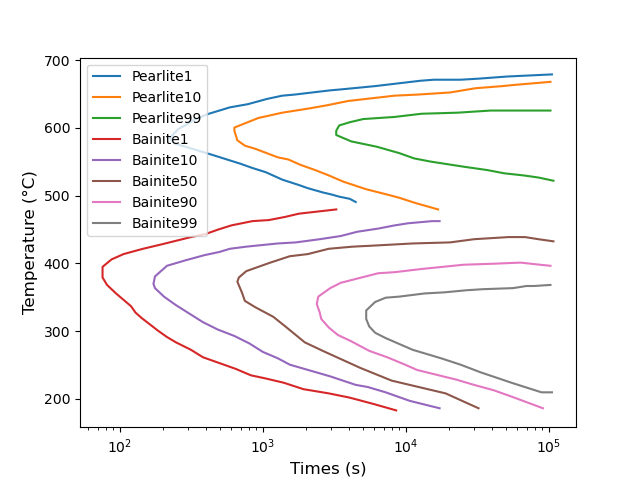 700
600
500
400
300
200
Temperature (°C)
Pearlite1
Pearlite10
Pearlite99
Bainite1
Bainite10
Bainite50
Bainite90
Bainite99
10²
10³
10⁴
10⁵
Times (s)